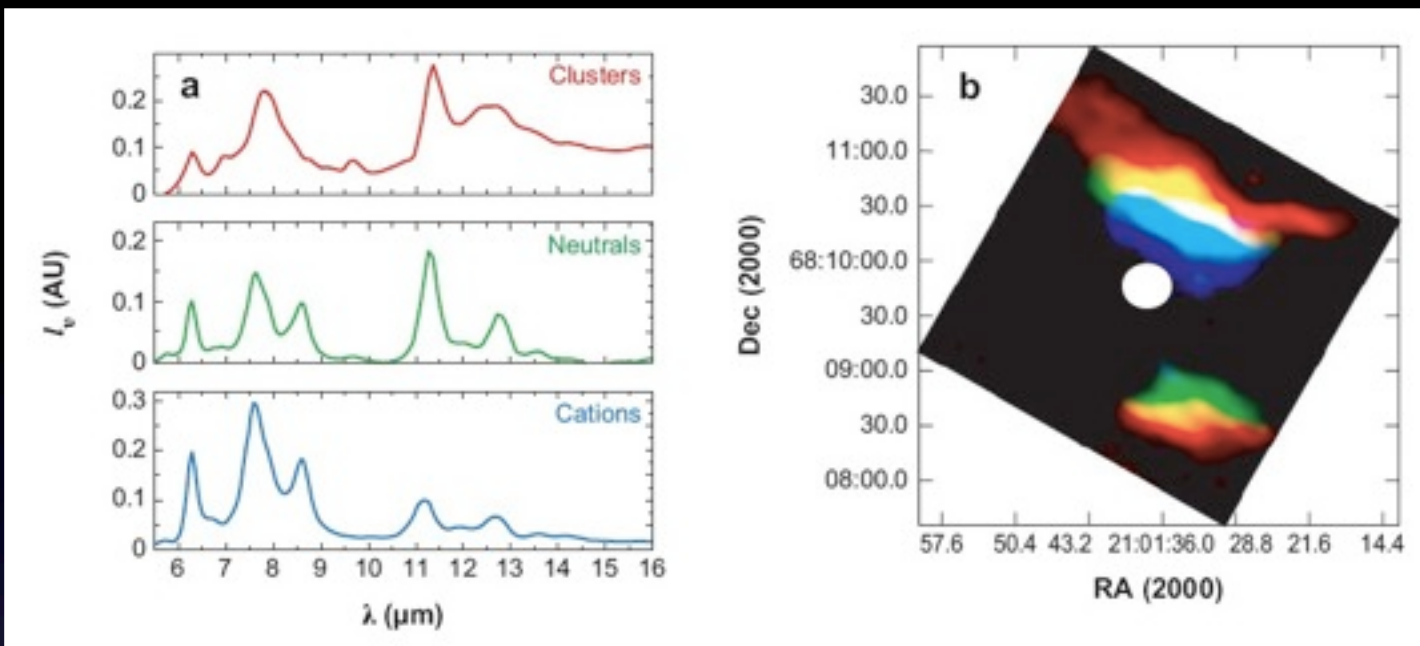 a
Clusters
0.2
0.1
0
Neutrals
0.2
0.1
0
Cations
0.3
0.2
0.1
0
6 7 8 9 10 11 12 13 14 15 16
λ (μm)
Iν (AU)
b
30.0
11:00.0
30.0
68:10:00.0
30.0
09:00.0
30.0
08:00.0
57.6 50.4 43.2 21:01:36.0 28.8 21.6 14.4
RA (2000)
Dec (2000)